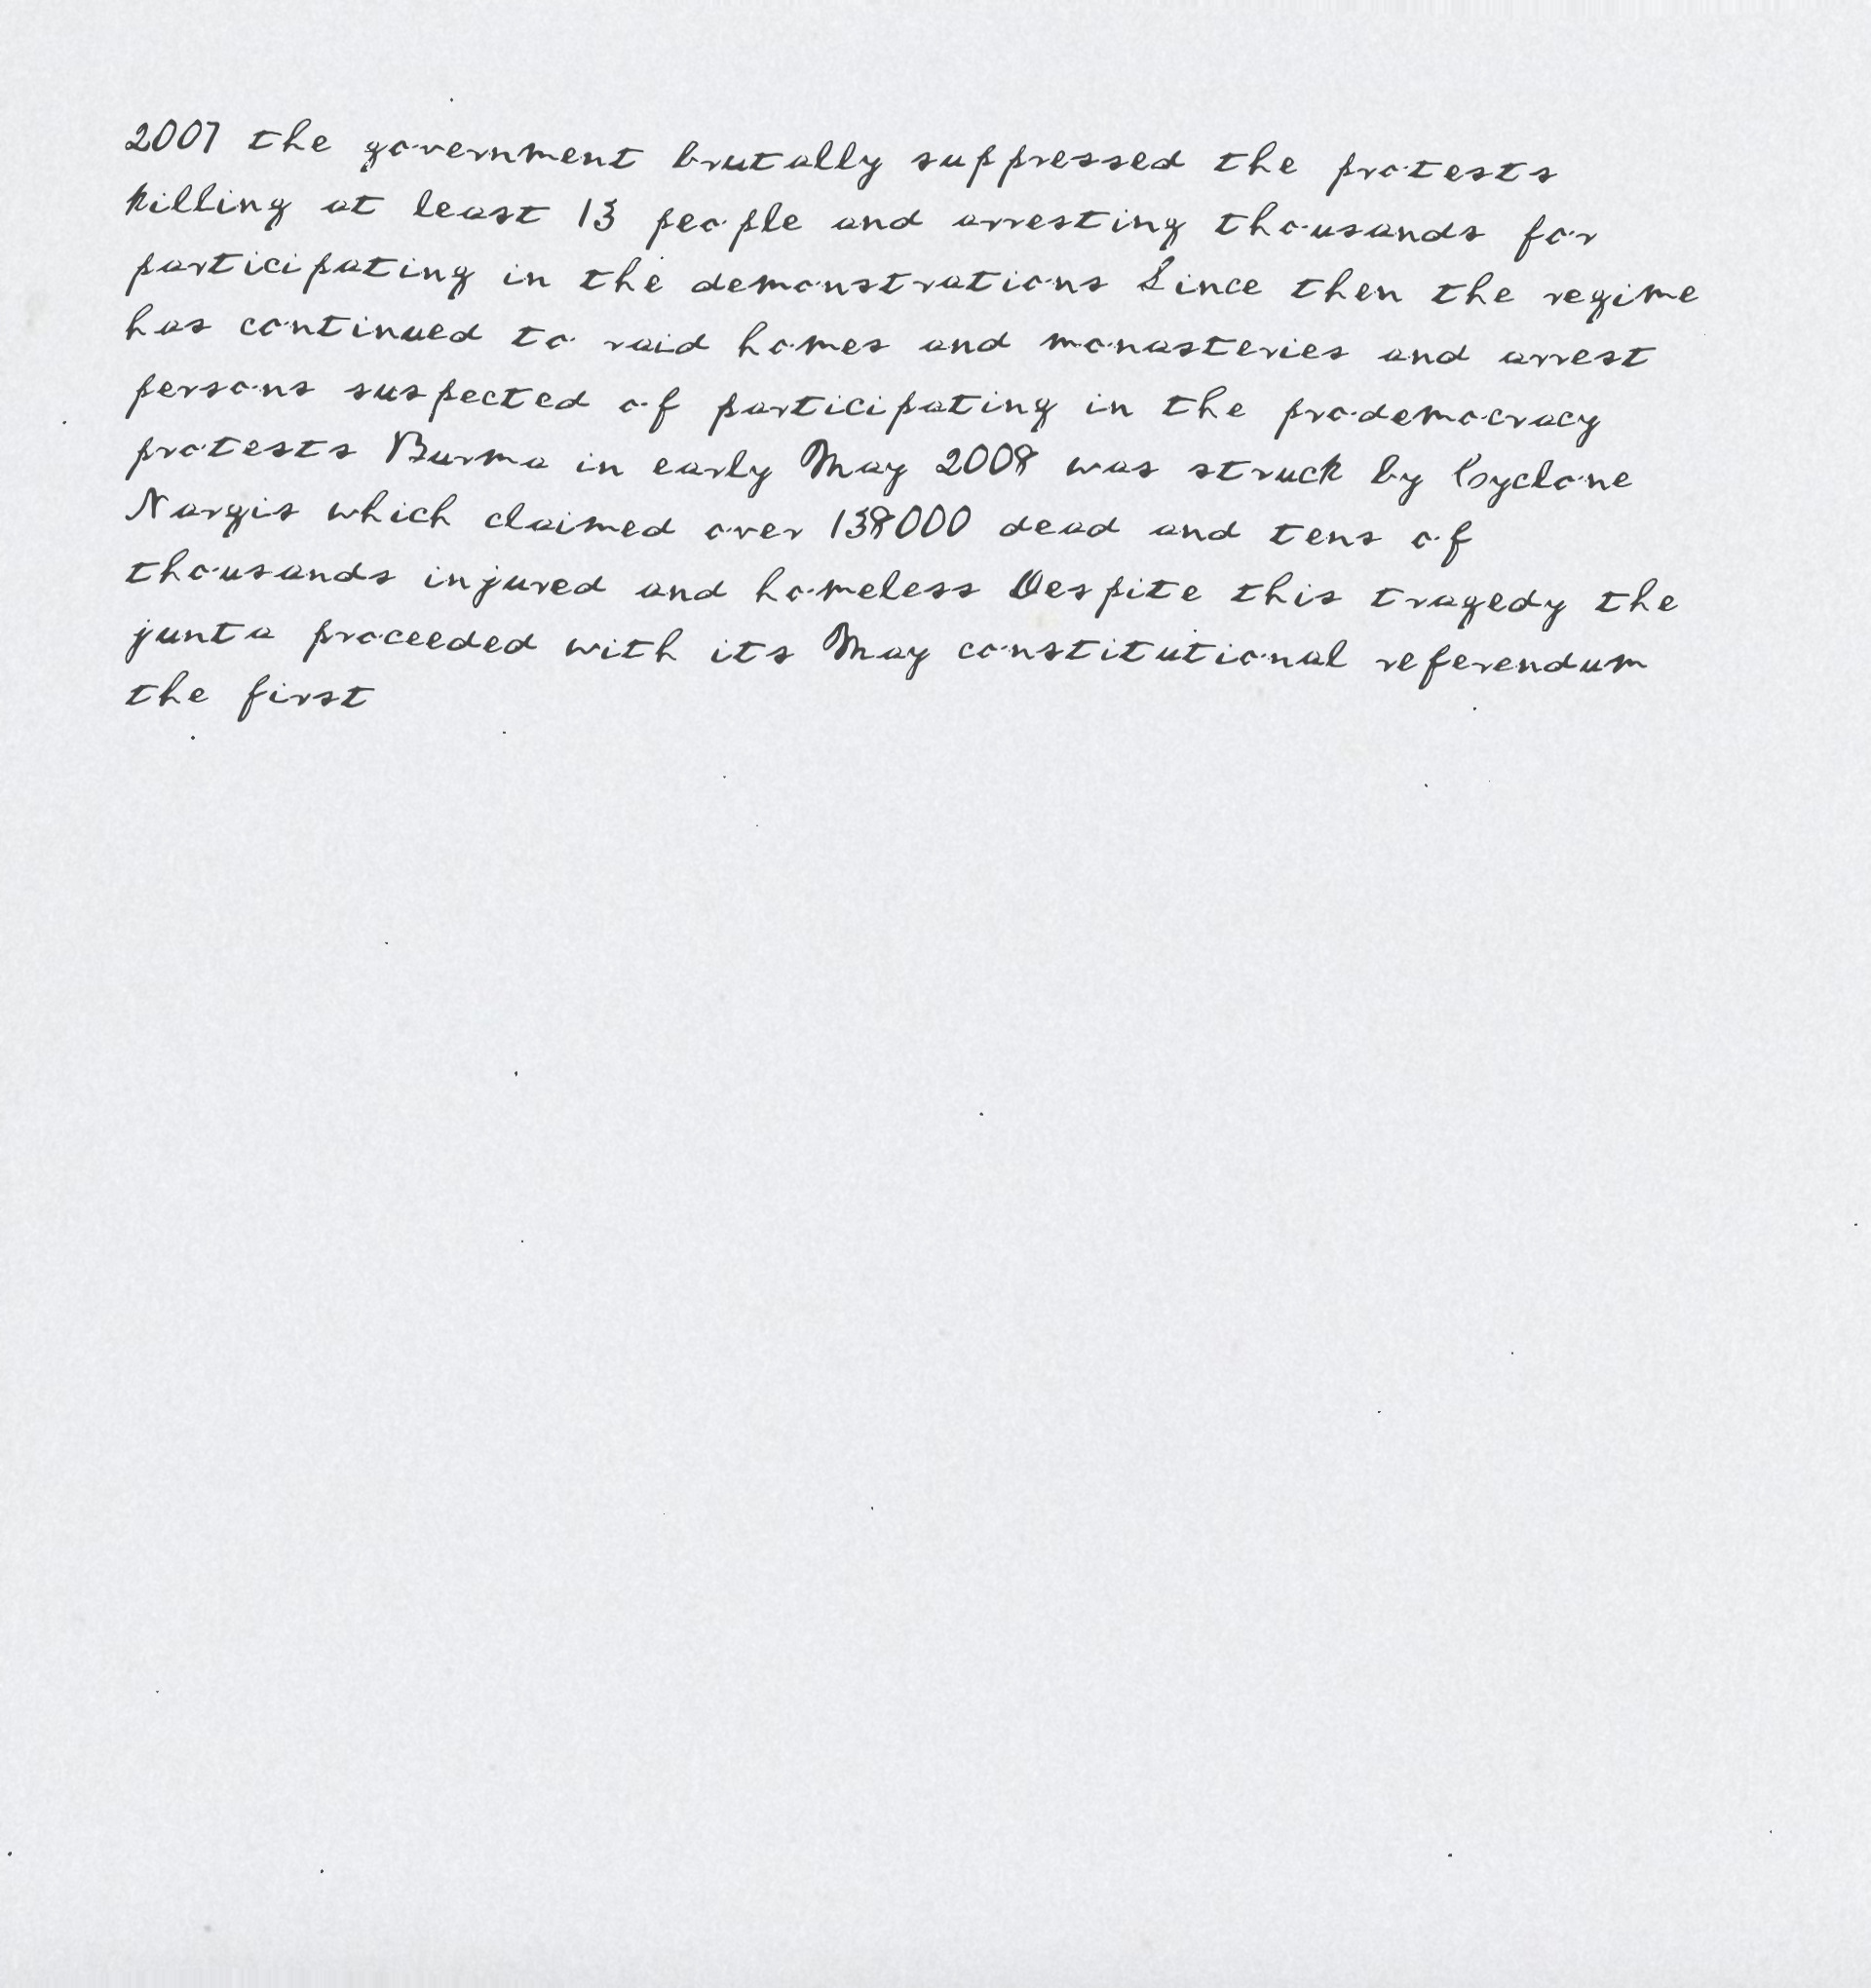 2007 the government brutally suppressed the protests
killing at least 13 people and arresting thousands for
participating in the demonstrations Since then the regime
has continued to raid homes and monasteries and arrest
persons suspected of participating in the prodemocracy
protests Burma in early May 2008 was struck by Cyclone
Nargis which claimed over 138000 dead and tens of
thousands injured and homeless Despite this tragedy the
junta proceeded with its May constitutional referendum
the first